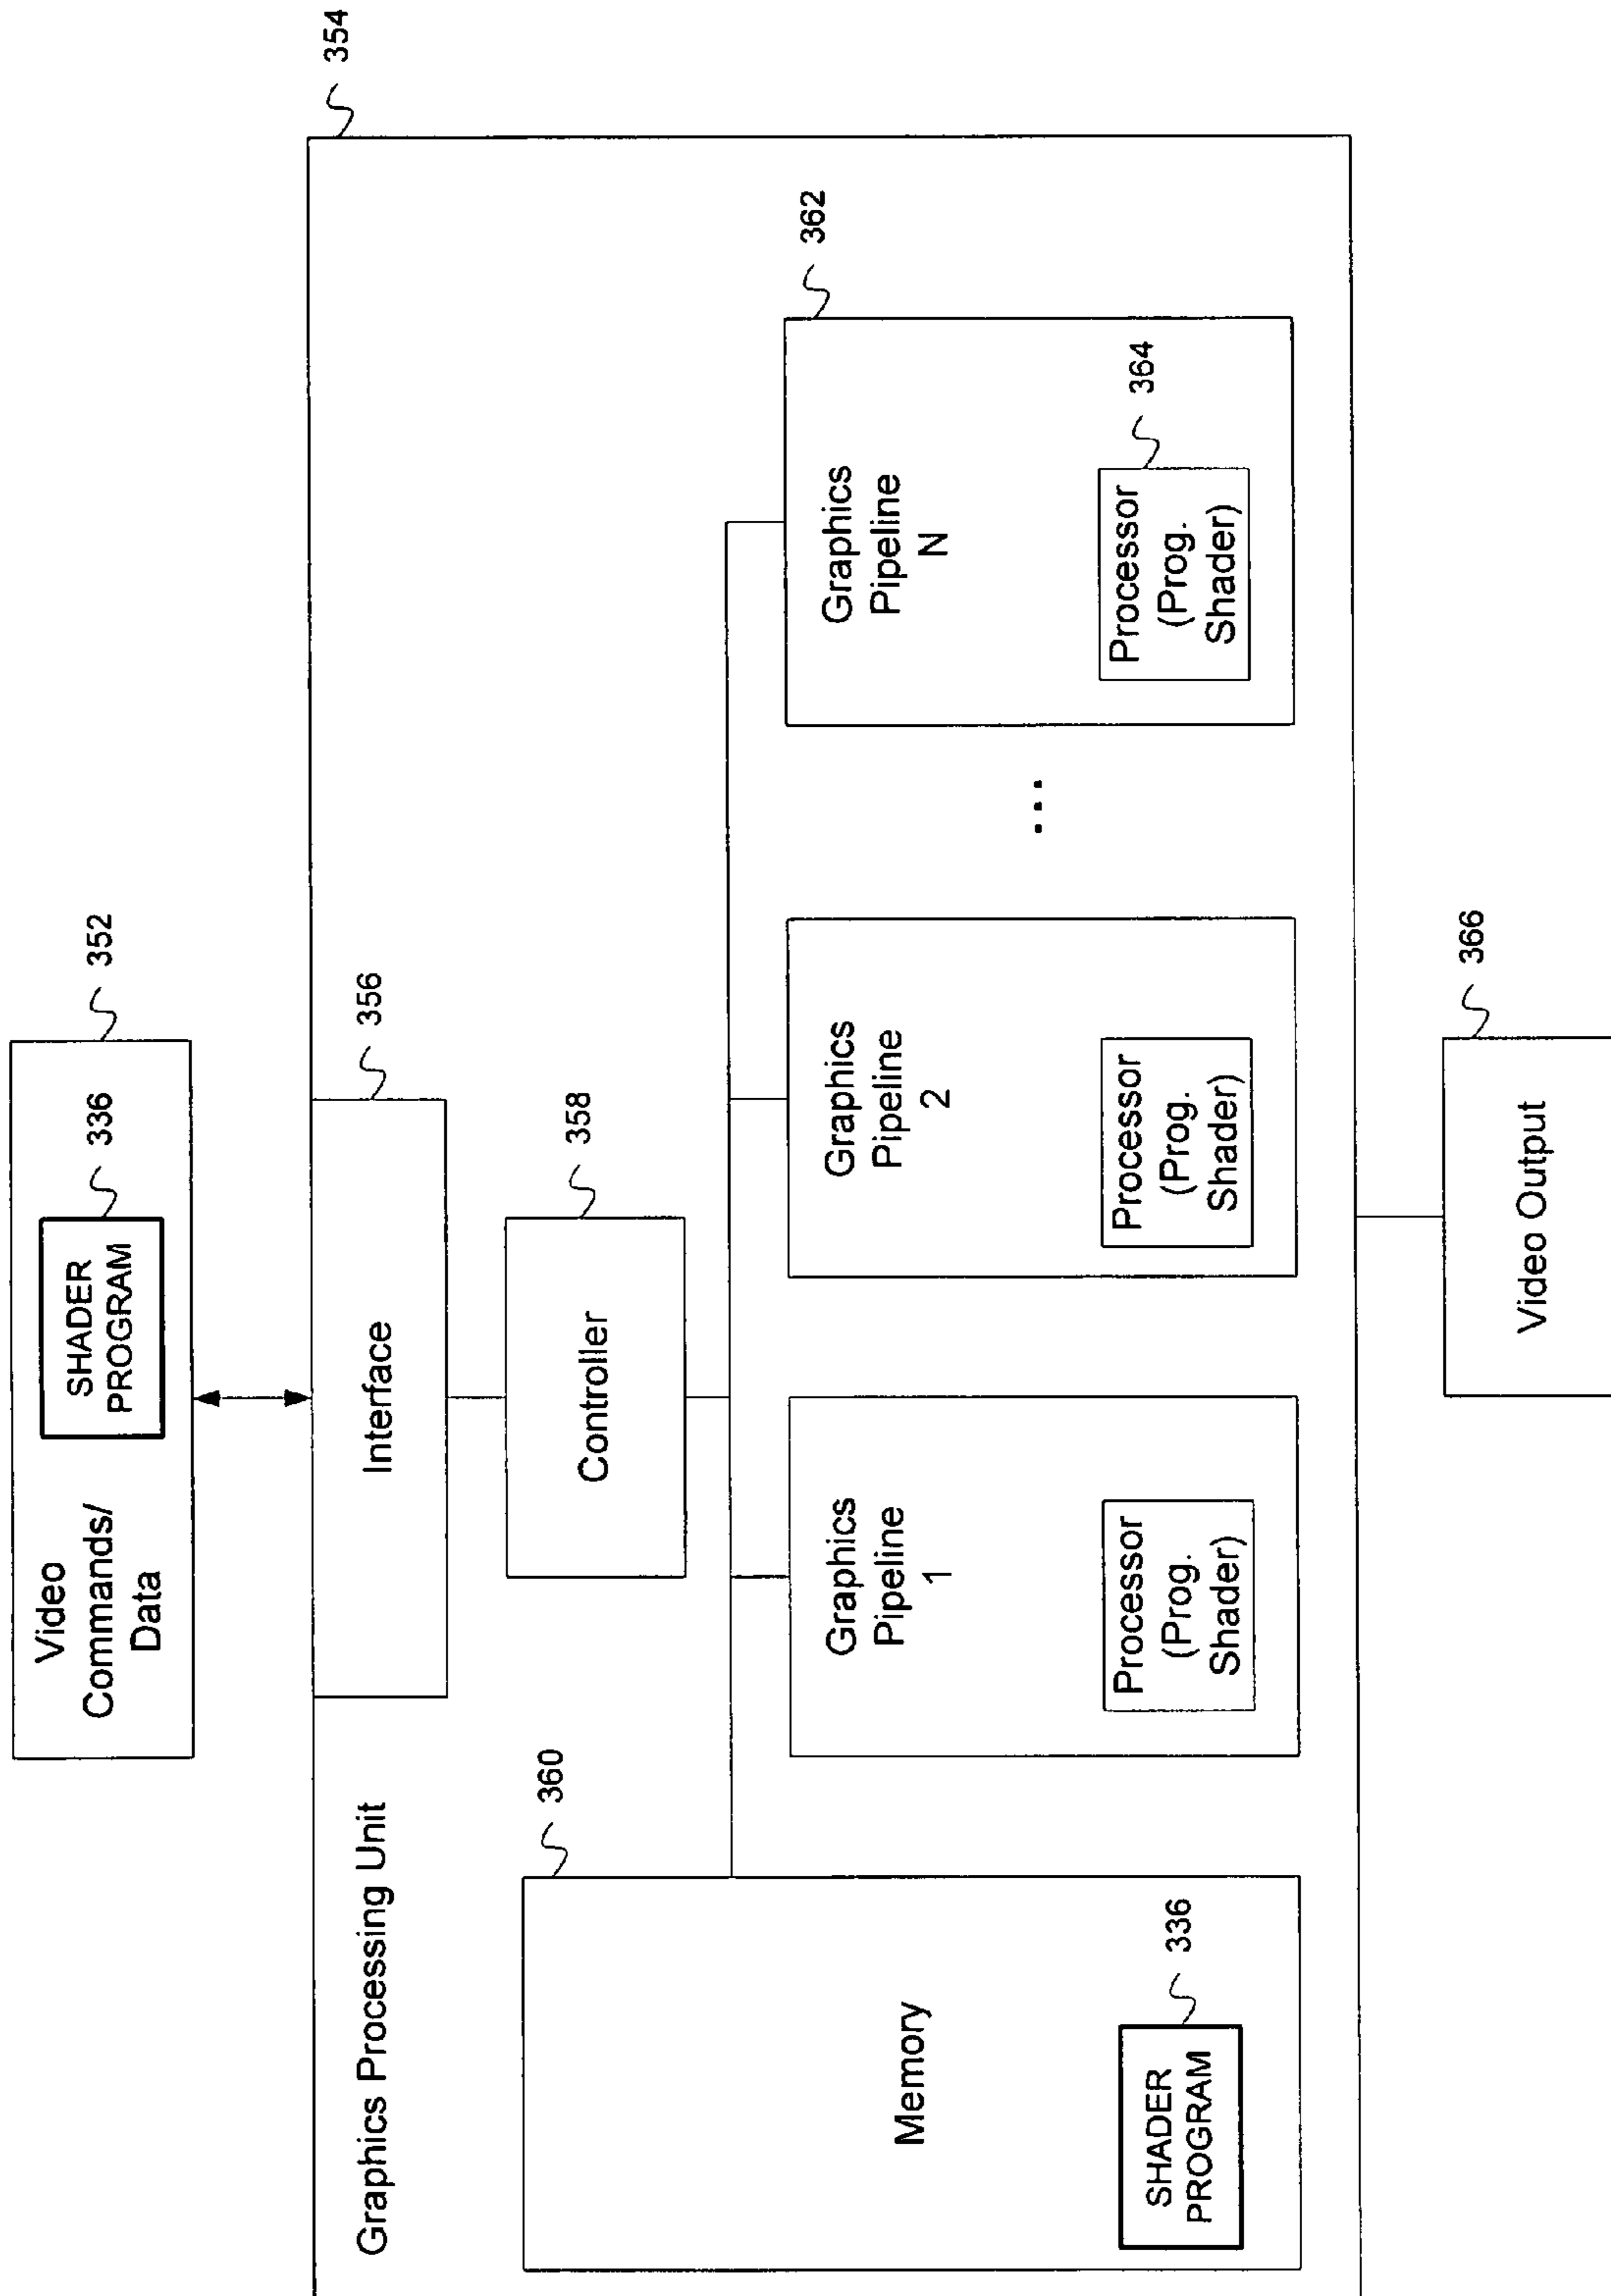 Video
Commands/
Data
SHADER
PROGRAM
336
352
354
Graphics Processing Unit
Interface
356
Controller
358
360
Memory
SHADER
PROGRAM
336
Graphics
Pipeline
1
Processor
(Prog.
Shader)
Graphics
Pipeline
2
Processor
(Prog.
Shader)
...
Graphics
Pipeline
N
362
Processor
(Prog.
Shader)
364
Video Output
366